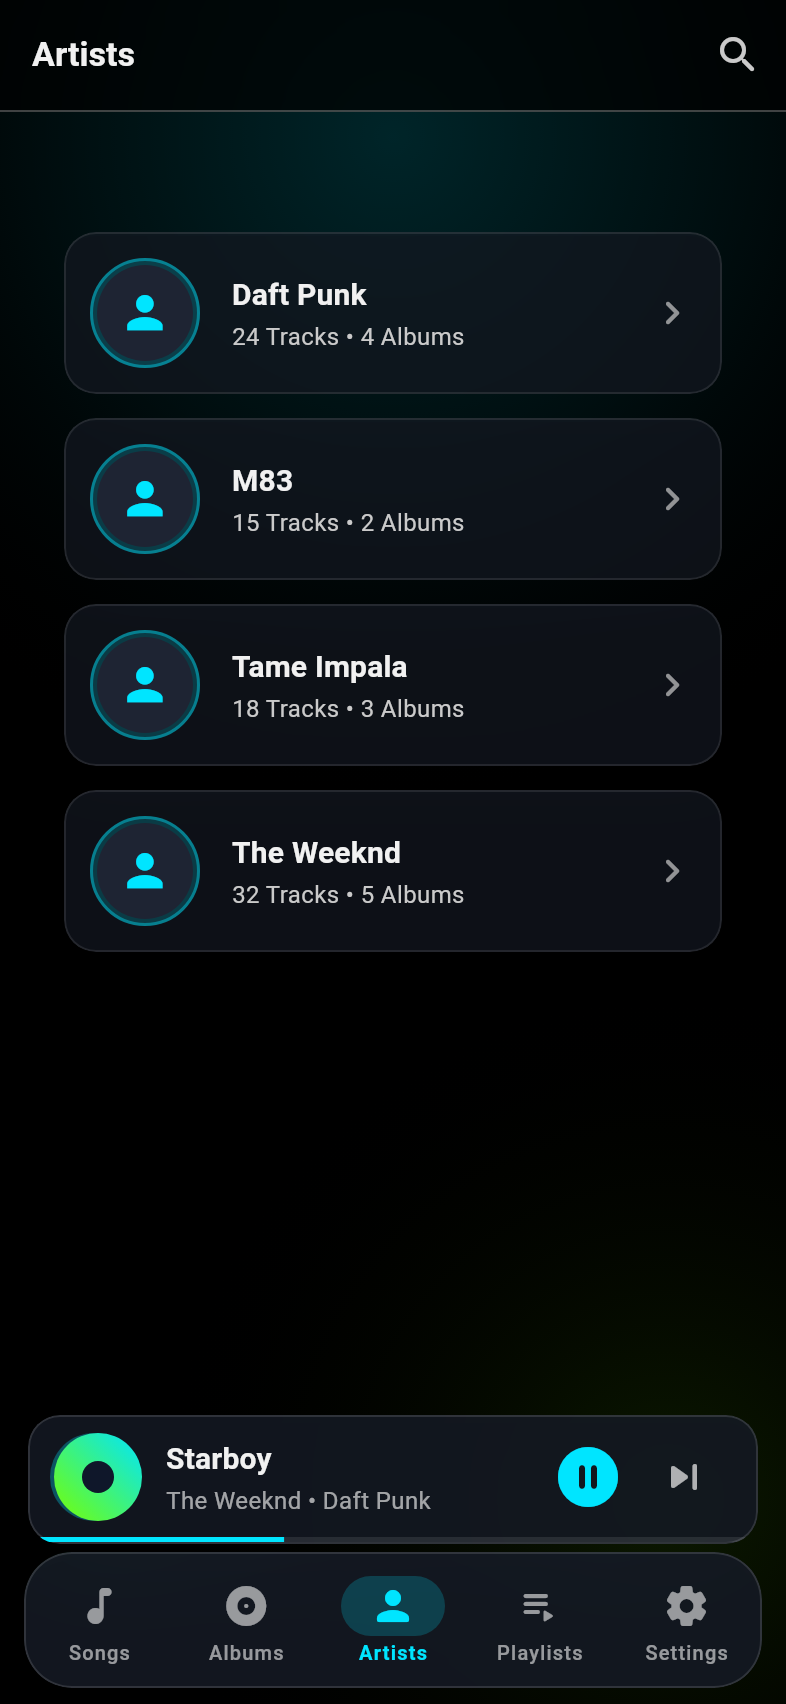 Artists
Daft Punk
24 Tracks • 4 Albums
M83
15 Tracks • 2 Albums
Tame Impala
18 Tracks • 3 Albums
The Weeknd
32 Tracks • 5 Albums
Starboy
The Weeknd • Daft Punk
Songs
Albums
Artists
Playlists
Settings